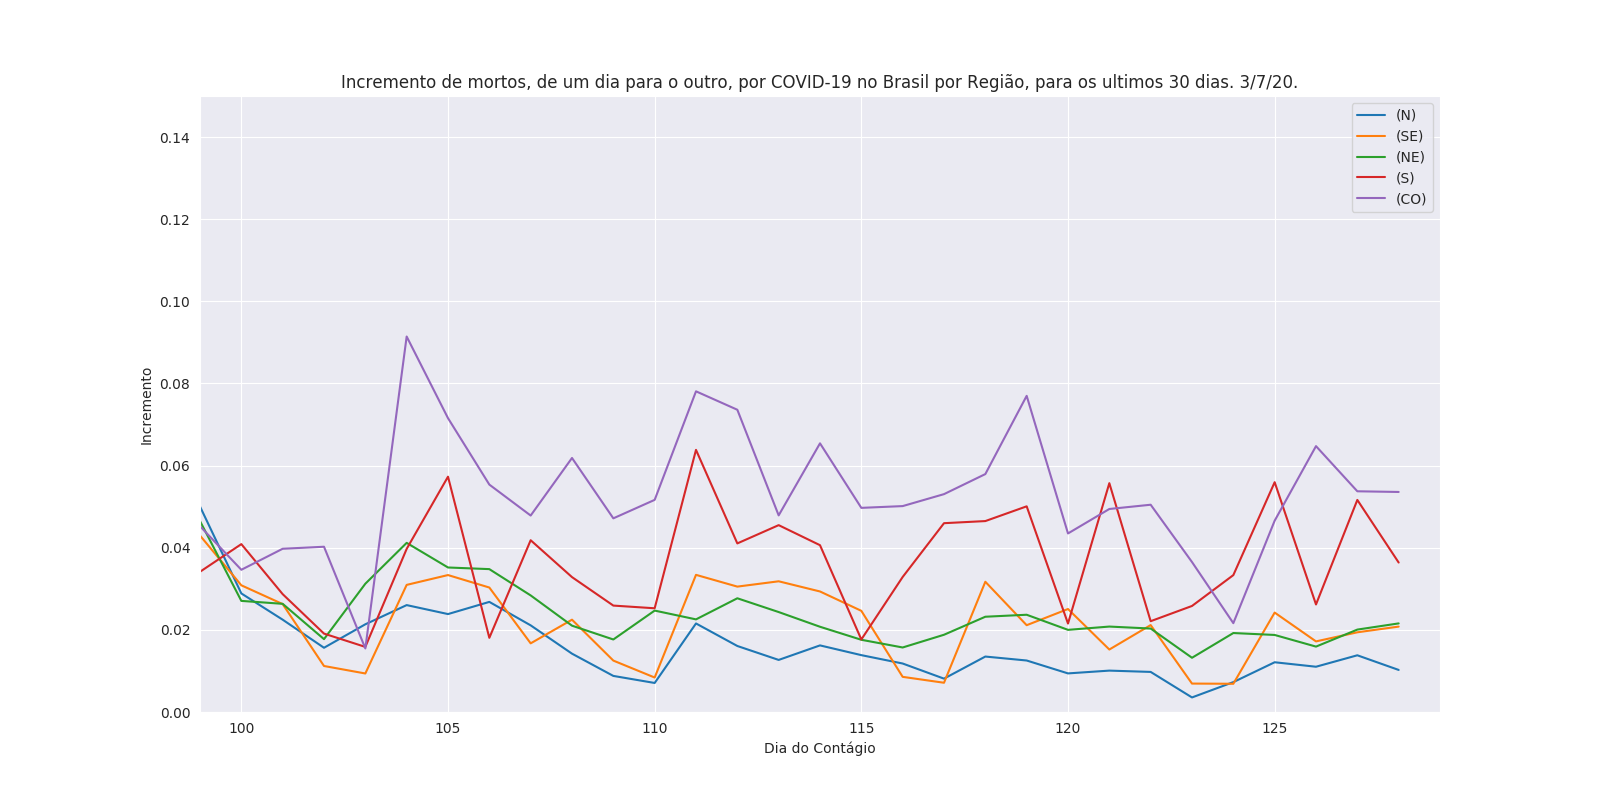 Incremento de mortos, de um dia para o outro, por COVID-19 no Brasil por Região, para os ultimos 30 dias. 3/7/20.
(N)
(SE)
(NE)
(S)
(CO)
Incremento
0.14
0.12
0.10
0.08
0.06
0.04
0.02
0.00
100 105 110 115 120 125
Dia do Contágio